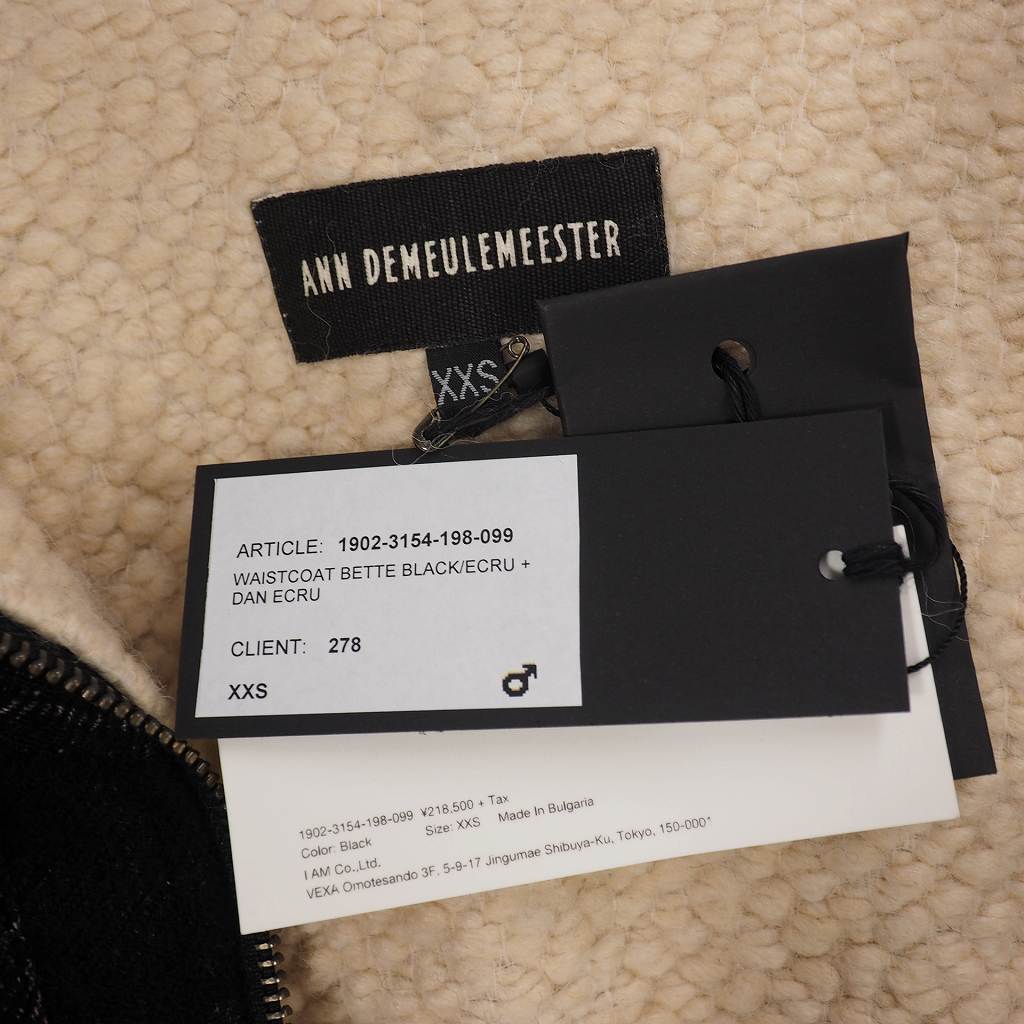 ANN DEMEULEMEESTER
XXS
ARTICLE: 1902-3154-198-099
WAISTCOAT BETTE BLACK/ECRU +
DAN ECRU
CLIENT: 278
XXS
1902-3154-198-099 ¥218,500 + Tax
Color: Black Size: XXS Made In Bulgaria
I AM Co.,Ltd.
VEXA Omotesando 3F, 5-9-17 Jingumae Shibuya-Ku, Tokyo,